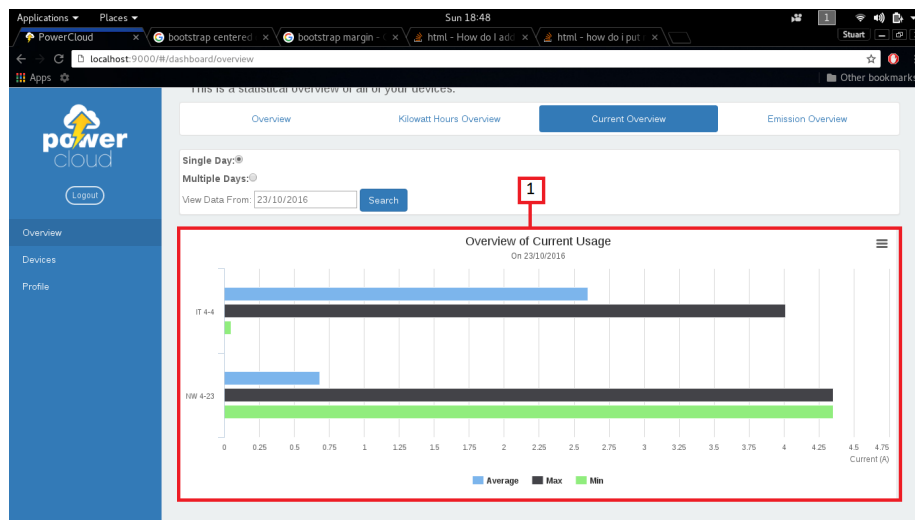 Applications ▾ Places ▾ Sun 18:48 1
PowerCloud × bootstrap centered × bootstrap margin - × html - How do I add × html - how do i put × Stuart
localhost:9000/#/dashboard/overview
Apps Other bookmarks
This is a statistical overview of all of your devices.
power
cloud
Logout
Overview
Devices
Profile
Overview Kilowatt Hours Overview Current Overview Emission Overview
Single Day:
Multiple Days:
View Data From: 23/10/2016 Search
1
Overview of Current Usage
On 23/10/2016
IT 4-4
NW 4-23
0 0.25 0.5 0.75 1 1.25 1.5 1.75 2 2.25 2.5 2.75 3 3.25 3.5 3.75 4 4.25 4.5 4.75
Current (A)
Average Max Min